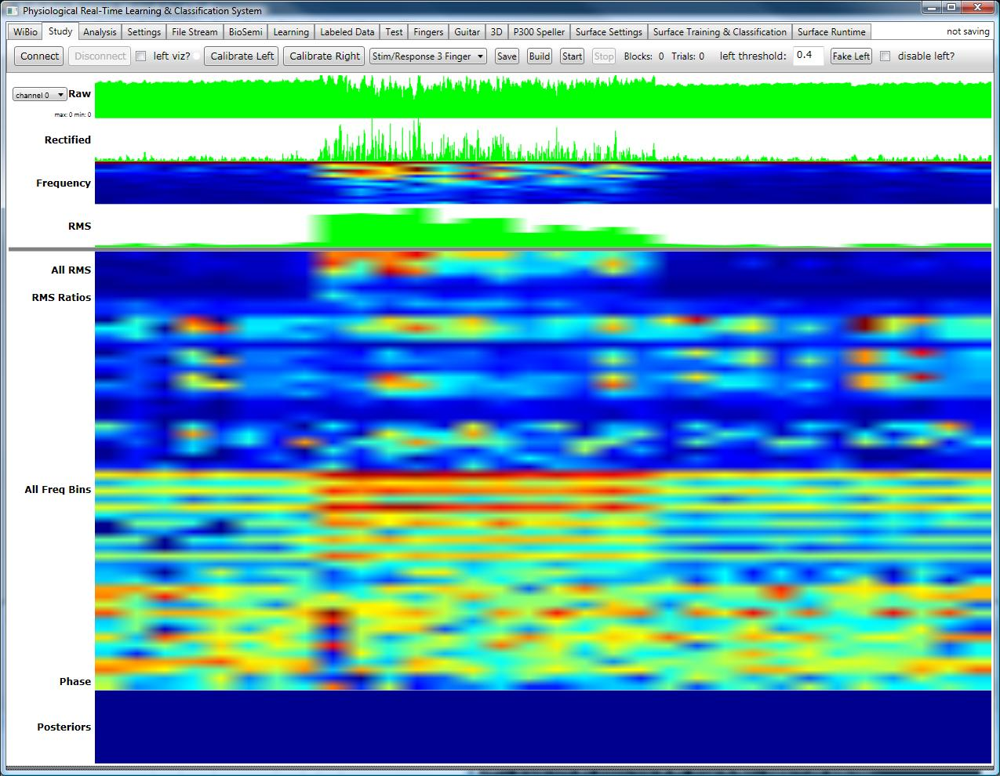 Physiological Real-Time Learning & Classification System
WiBio Study Analysis Settings File Stream BioSemi Learning Labeled Data Test Fingers Guitar 3D P300 Speller Surface Settings Surface Training & Classification Surface Runtime not saving
Connect Disconnect left viz? Calibrate Left Calibrate Right Stim/Response 3 Finger Save Build Start Stop Blocks: 0 Trials: 0 left threshold: 0.4 Fake Left disable left?
channel 0 Raw
max: 0 min: 0
Rectified
Frequency
RMS
All RMS
RMS Ratios
All Freq Bins
Phase
Posteriors